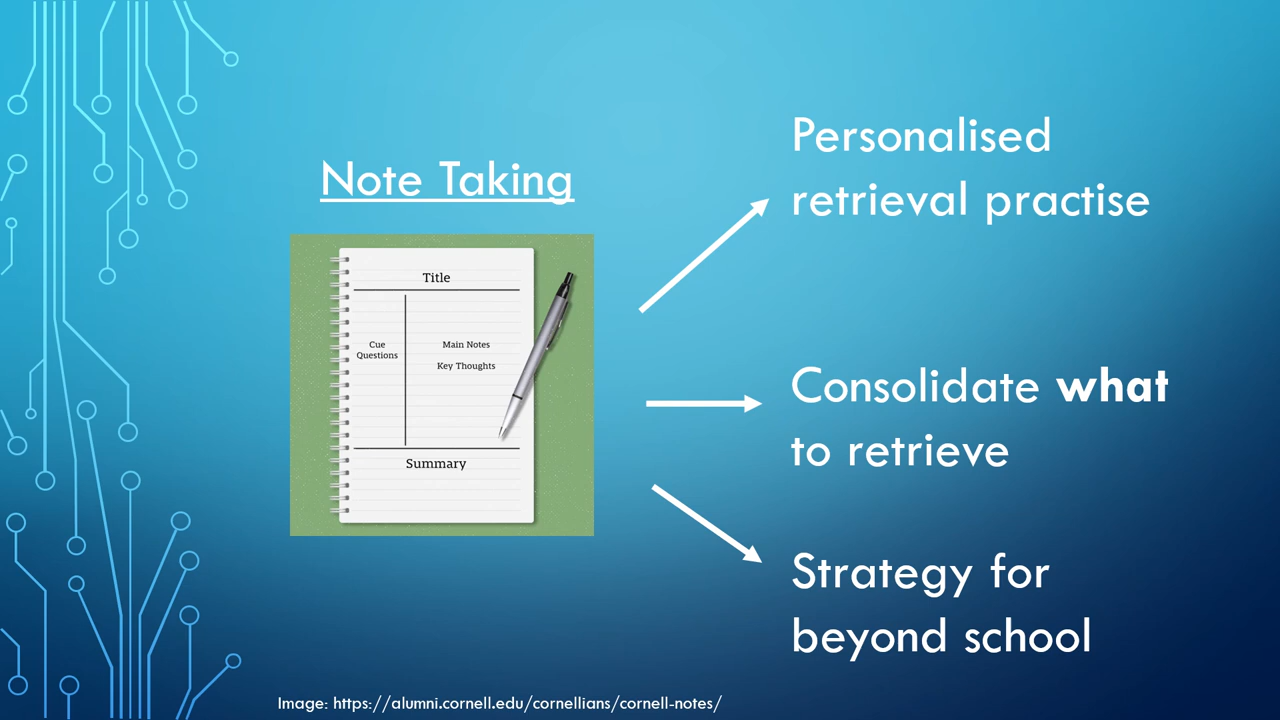 Note Taking
Title
Cue
Questions
Main Notes
Key Thoughts
Summary
Personalised
retrieval practise
Consolidate what
to retrieve
Strategy for
beyond school
Image: https://alumni.cornell.edu/cornellians/cornell-notes/